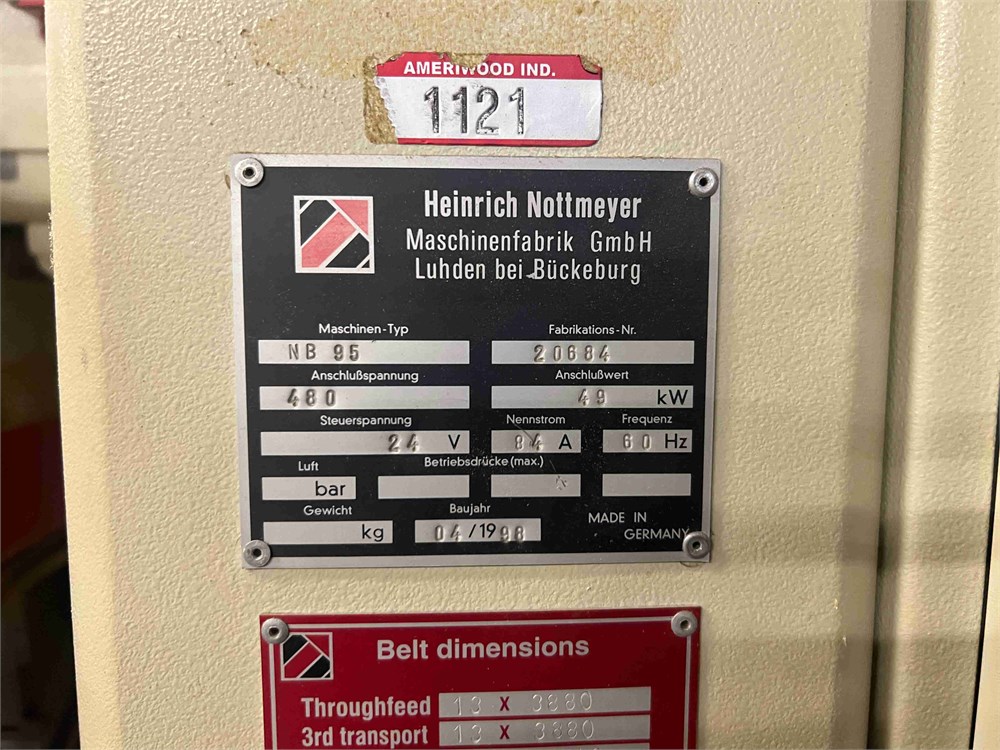 AMERIWOOD IND.
1121
Heinrich Nottmeyer
Maschinenfabrik GmbH
Luhden bei Bückeburg
Maschinen-Typ Fabrikations-Nr.
NB 95 20684
Anschlußspannung Anschlußwert
480 49 kW
Steuerspannung Nennstrom Frequenz
24 V 84 A 60 Hz
Luft Betriebsdrücke (max.)
bar
Gewicht Baujahr
kg 04/1998
MADE IN
GERMANY
Belt dimensions
Throughfeed 13 X 3880
3rd transport 13 X 3680